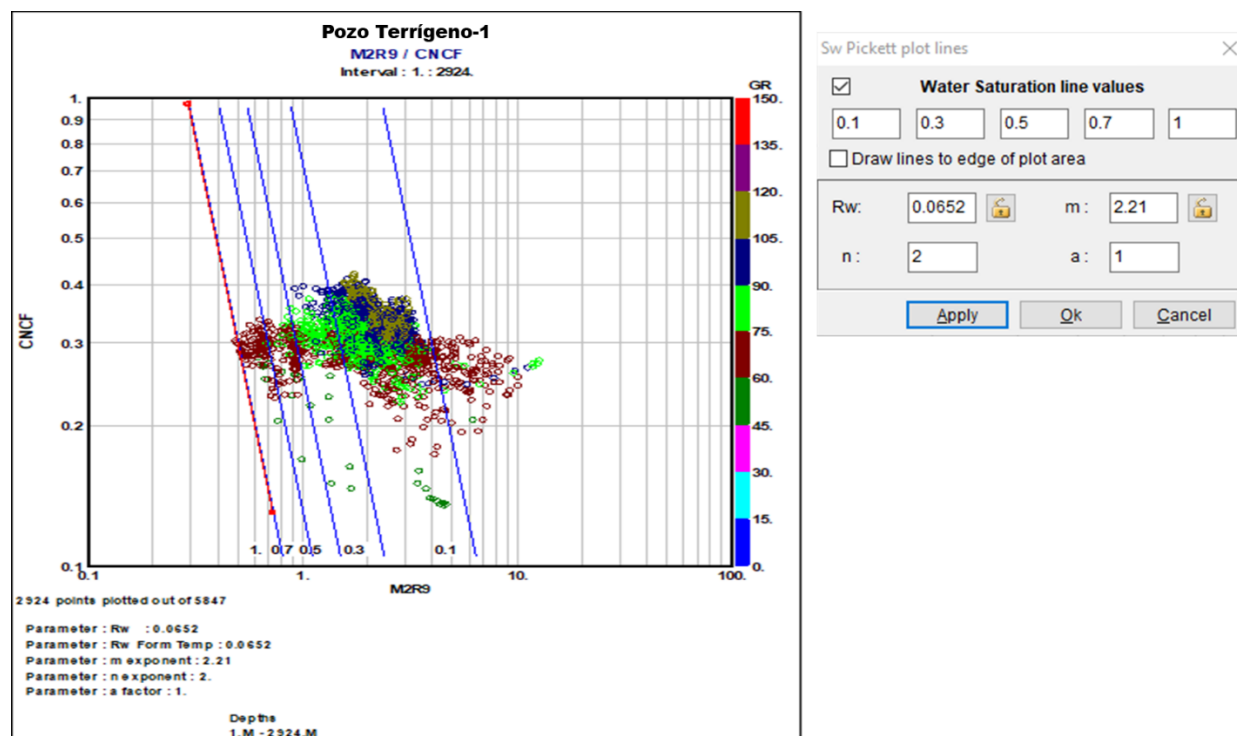 Pozo Terrígeno-1
M2R9 / CNCF
Interval : 1. : 2924.
GR
1.
0.9
0.8
0.7
0.6
0.5
0.4
0.3
0.2
0.1
CNCF
150.
135.
120.
105.
90.
75.
60.
45.
30.
15.
0.
1. 0.7 0.5 0.3 0.1
0.1 1. 10. 100.
M2R9
2924 points plotted out of 5847
Parameter : Rw : 0.0652
Parameter : Rw Form Temp : 0.0652
Parameter : m exponent : 2.21
Parameter : n exponent : 2.
Parameter : a factor : 1.
Depths
1.M - 2924.M
Sw Pickett plot lines
Water Saturation line values
0.1 0.3 0.5 0.7 1
Draw lines to edge of plot area
Rw: 0.0652 m : 2.21
n : 2 a : 1
Apply Ok Cancel